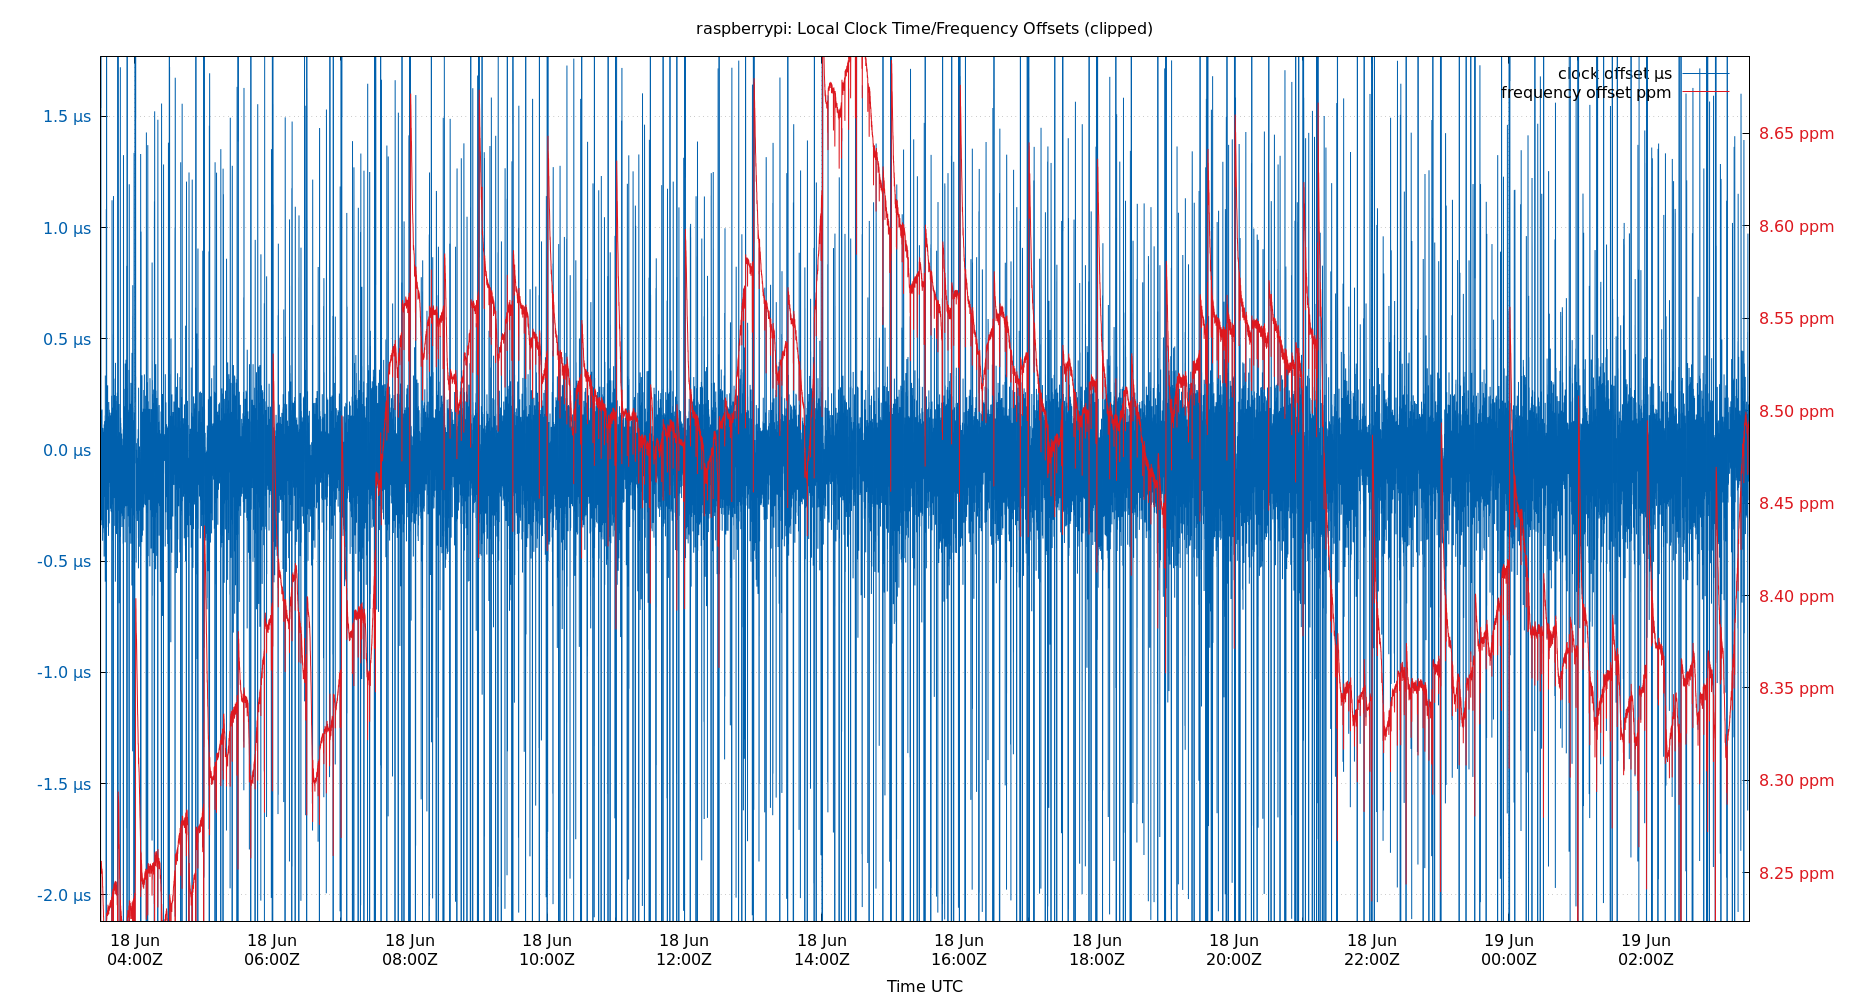 raspberrypi: Local Clock Time/Frequency Offsets (clipped)
clock offset µs
frequency offset ppm
1.5 µs
1.0 µs
0.5 µs
0.0 µs
-0.5 µs
-1.0 µs
-1.5 µs
-2.0 µs
8.65 ppm
8.60 ppm
8.55 ppm
8.50 ppm
8.45 ppm
8.40 ppm
8.35 ppm
8.30 ppm
8.25 ppm
18 Jun 18 Jun 18 Jun 18 Jun 18 Jun 18 Jun 18 Jun 18 Jun 18 Jun 18 Jun 19 Jun 19 Jun
04:00Z 06:00Z 08:00Z 10:00Z 12:00Z 14:00Z 16:00Z 18:00Z 20:00Z 22:00Z 00:00Z 02:00Z
Time UTC